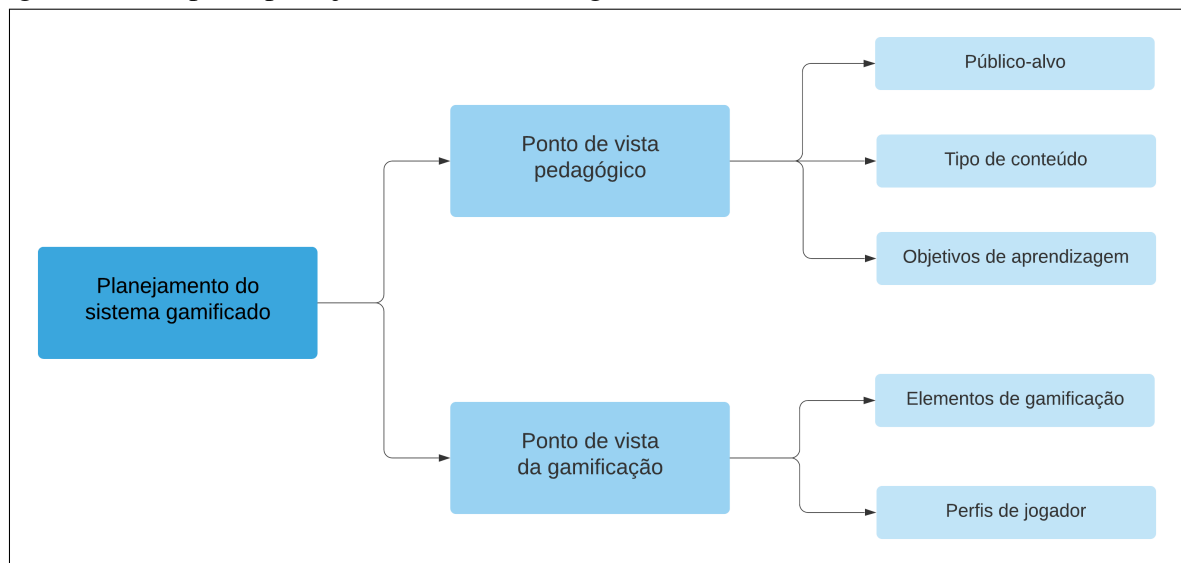 Planejamento do
sistema gamificado
Ponto de vista
pedagógico
Público-alvo
Tipo de conteúdo
Objetivos de aprendizagem
Ponto de vista
da gamificação
Elementos de gamificação
Perfis de jogador